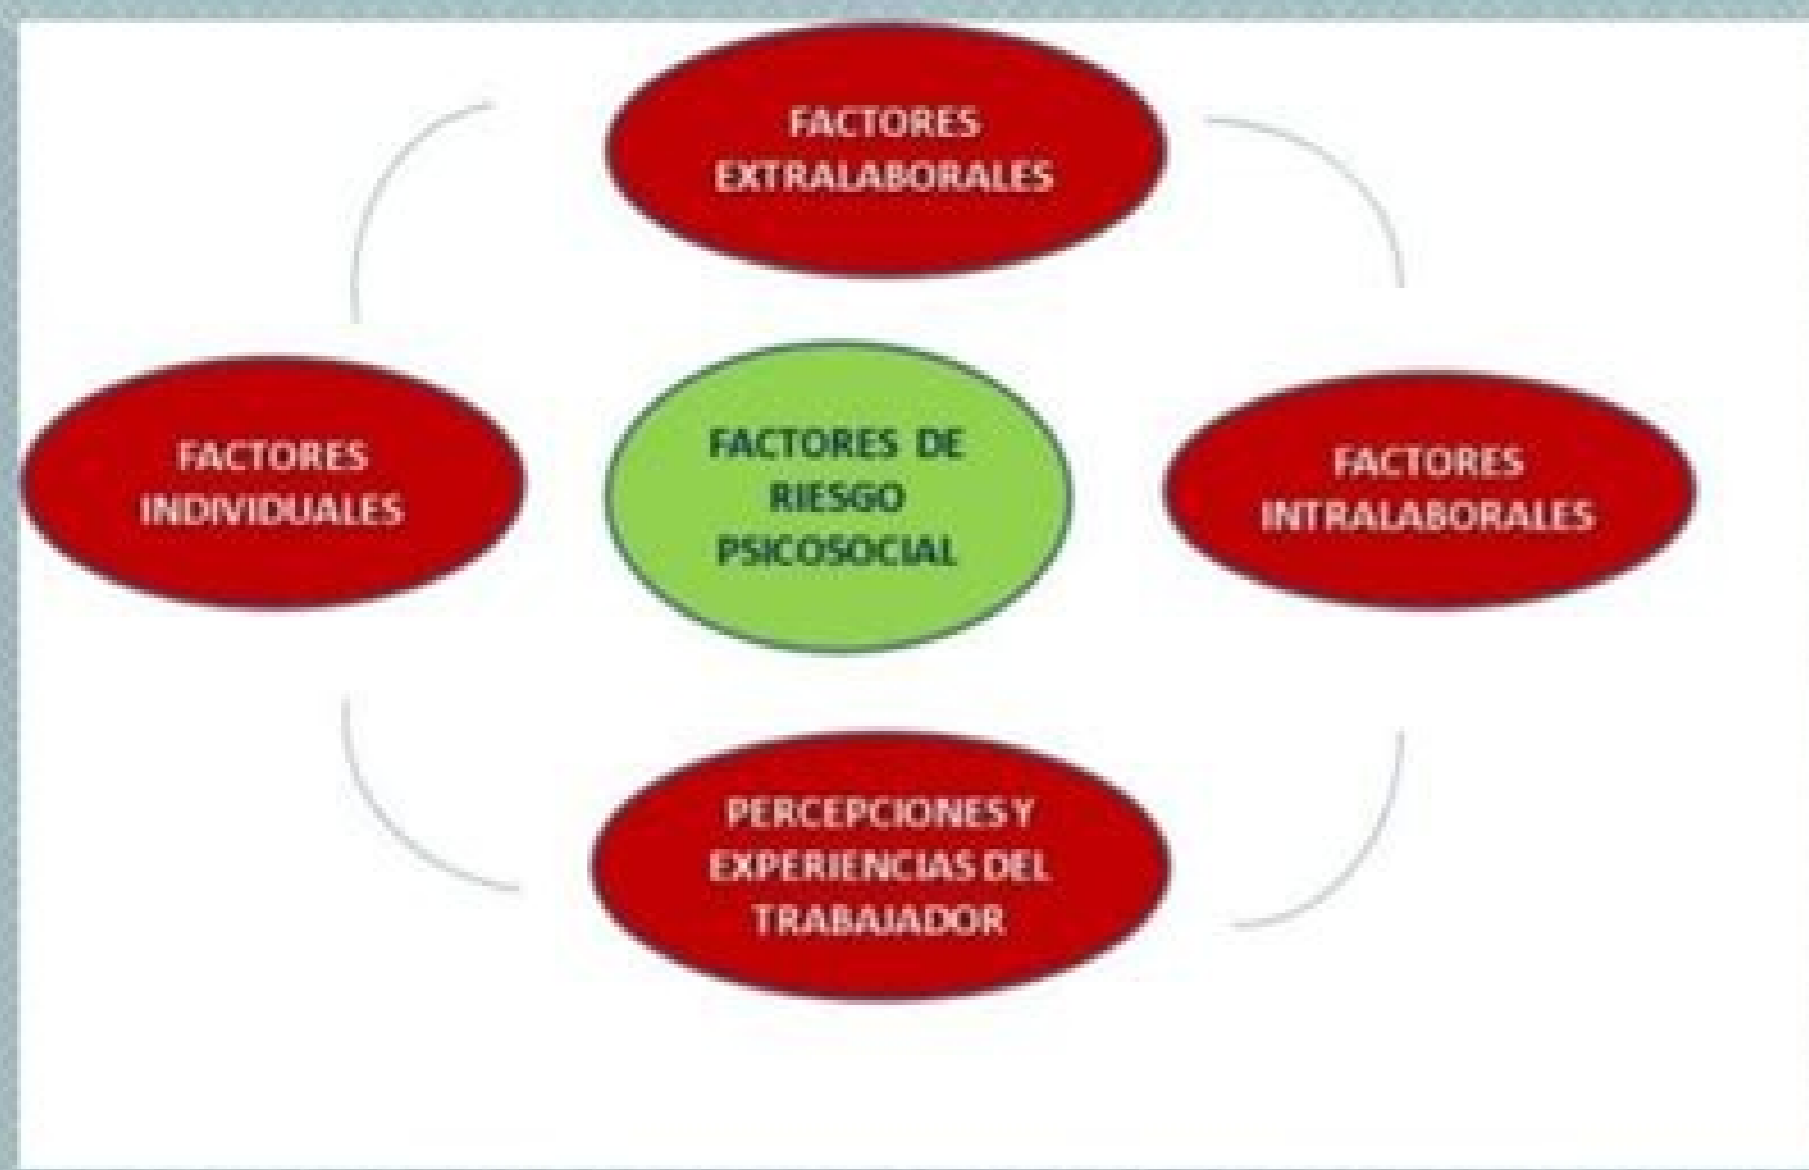 FACTORES
EXTRALABORALES
FACTORES
INDIVIDUALES
FACTORES DE
RIESGO
PSICOSOCIAL
FACTORES
INTRALABORALES
PERCEPCIONES Y
EXPERIENCIAS DEL
TRABAJADOR